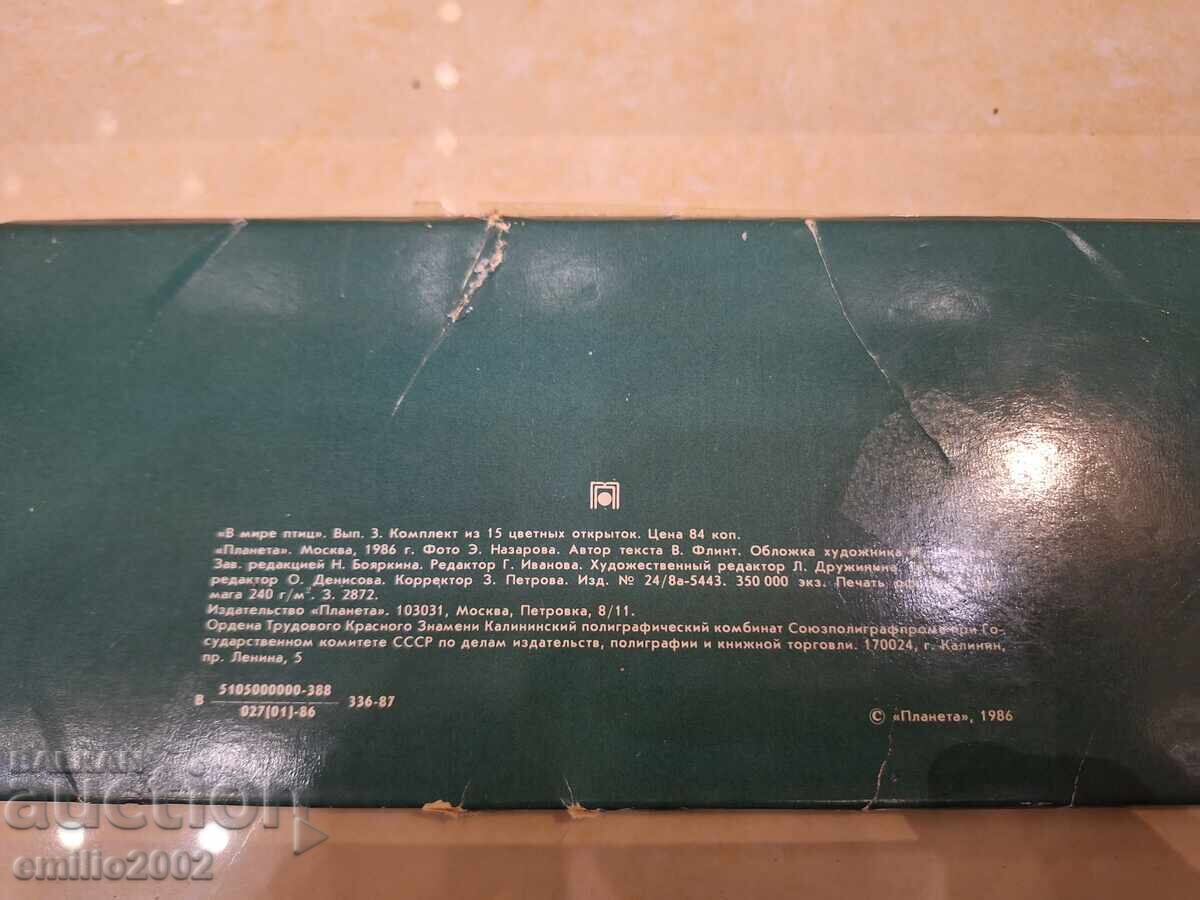 «В мире птиц». Вып. 3. Комплект из 15 цветных открыток. Цена 84 коп.
«Планета». Москва, 1986 г. Фото Э. Назарова. Автор текста В. Флинт. Обложка художника
Зав. редакцией Н. Бояркина. Редактор Г. Иванова. Художественный редактор Л. Дружинина.
редактор О. Денисова. Корректор З. Петрова. Изд. № 24/8а-5443. 350 000 экз. Печать
мага 240 г/м². З. 2872.
Издательство «Планета». 103031, Москва, Петровка, 8/11.
Ордена Трудового Красного Знамени Калининский полиграфический комбинат Союзполиграфпрома при Го-
сударственном комитете СССР по делам издательств, полиграфии и книжной торговли. 170024, г. Калинин,
пр. Ленина, 5
В 5105000000-388 336-87
027(01)-86
© «Планета», 1986
BALKAN
auction
emilio2002